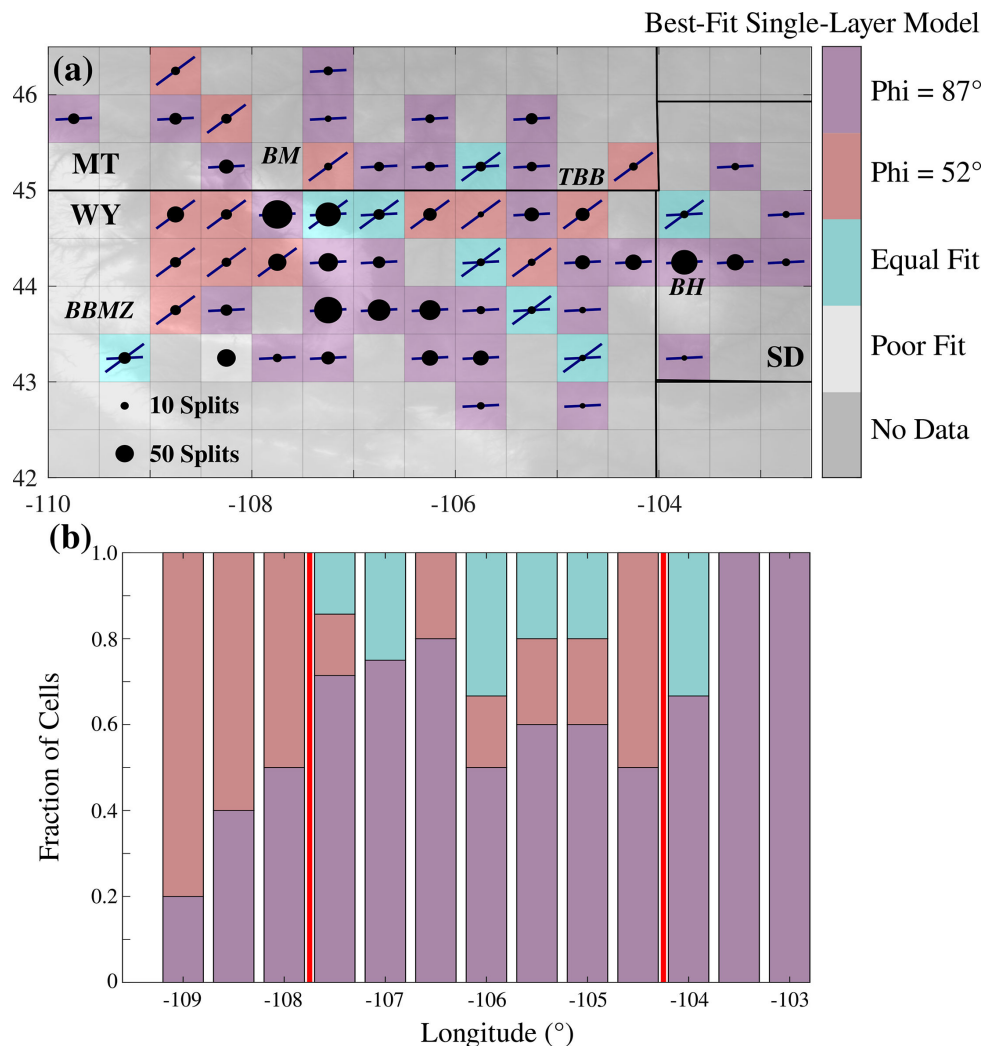 Best-Fit Single-Layer Model
(a)
46
45
44
43
42
-110
-108
-106
-104
MT
WY
SD
BM
TBB
BBMZ
BH
10 Splits
50 Splits
Phi = 87°
Phi = 52°
Equal Fit
Poor Fit
No Data
(b)
1.0
0.8
0.6
0.4
0.2
0
Fraction of Cells
-109
-108
-107
-106
-105
-104
-103
Longitude (°)